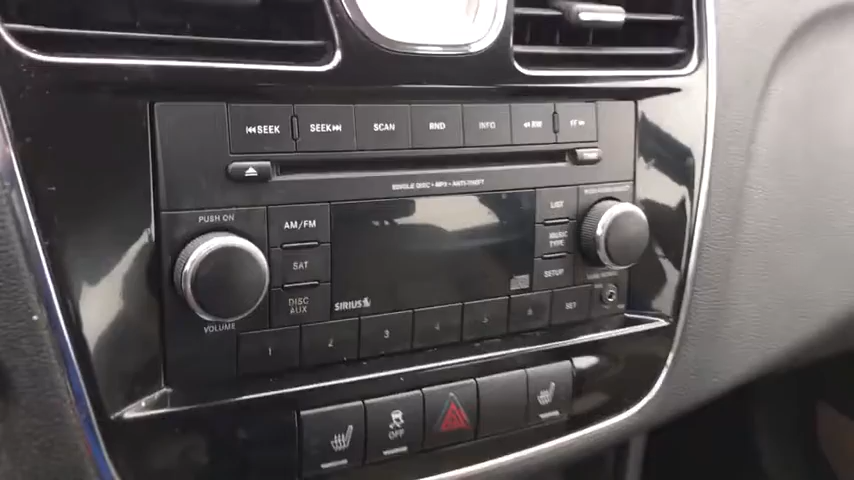 SEEK SEEK SCAN RND INFO RW FF
SINGLE DISC • MP3 • ANTI-THEFT
PUSH ON
AM/FM
SAT
DISC
AUX
VOLUME
SIRIUS
LIST
MUSIC
TYPE
SETUP
1 2 3 4 5 6 SET
OFF